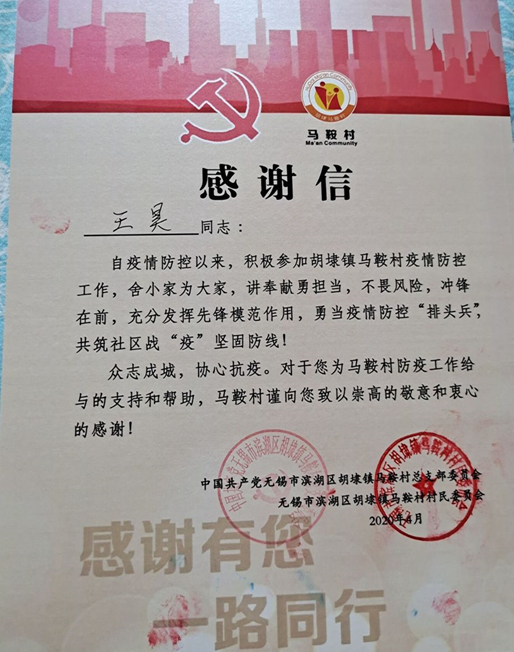 马鞍村
Ma'an Community
感谢信
王昊 同志：
自疫情防控以来，积极参加胡埭镇马鞍村疫情防控
工作，舍小家为大家，讲奉献勇担当，不畏风险，冲锋
在前，充分发挥先锋模范作用，勇当疫情防控“排头兵”，
共筑社区战“疫”坚固防线！
众志成城，协心抗疫。对于您为马鞍村防疫工作给
与的支持和帮助，马鞍村谨向您致以崇高的敬意和衷心
的感谢！
中国共产党无锡市滨湖区胡埭镇马鞍村总支部委员会
无锡市滨湖区胡埭镇马鞍村村民委员会
2020年4月
感谢有您
一路同行